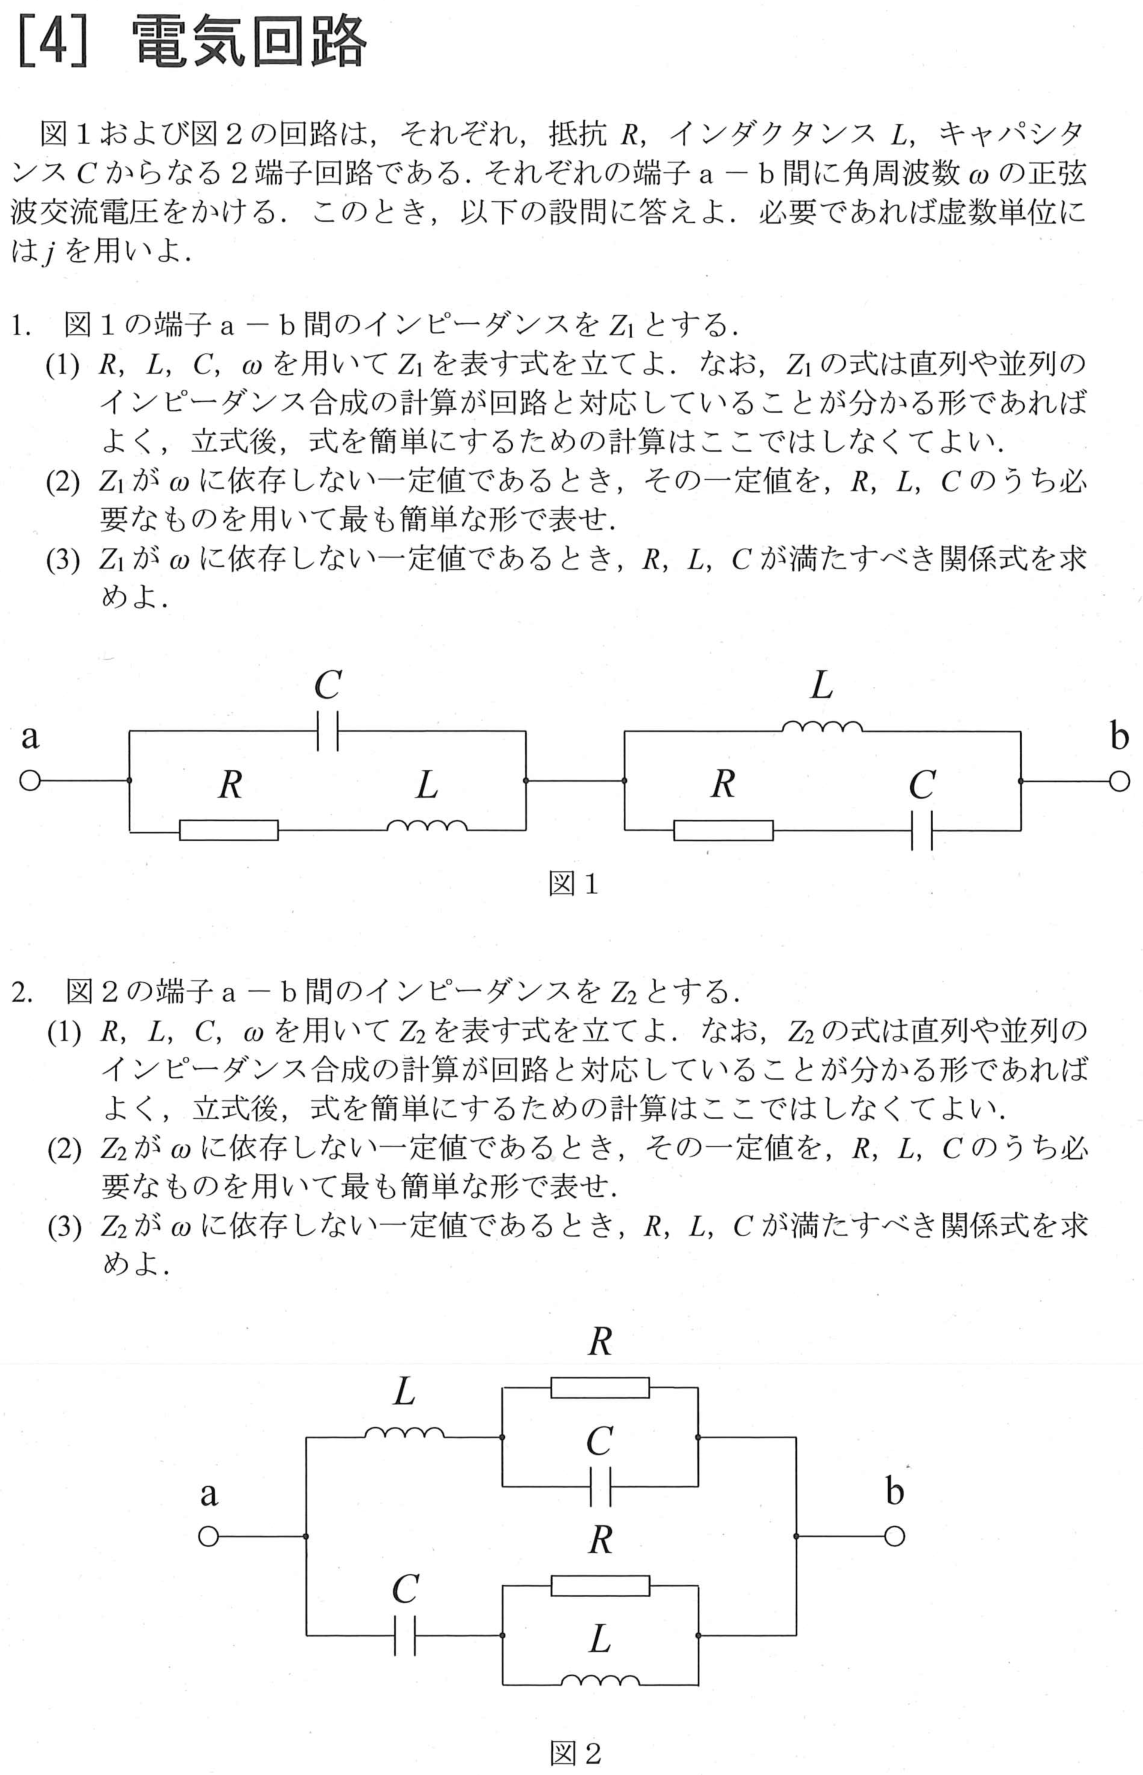 [4] 電気回路
図1および図2の回路は，それぞれ，抵抗 R，インダクタンス L，キャパシタ
ンス C からなる2端子回路である．それぞれの端子 a － b 間に角周波数 ω の正弦
波交流電圧をかける．このとき，以下の設問に答えよ．必要であれば虚数単位に
は j を用いよ．
1. 図1の端子 a － b 間のインピーダンスを Z1 とする．
(1) R，L，C，ω を用いて Z1 を表す式を立てよ．なお，Z1 の式は直列や並列の
インピーダンス合成の計算が回路と対応していることが分かる形であれば
よく，立式後，式を簡単にするための計算はここではしなくてよい．
(2) Z1 が ω に依存しない一定値であるとき，その一定値を，R，L，C のうち必
要なものを用いて最も簡単な形で表せ．
(3) Z1 が ω に依存しない一定値であるとき，R，L，C が満たすべき関係式を求
めよ．
C
L
a
b
R
L
R
C
図1
2. 図2の端子 a － b 間のインピーダンスを Z2 とする．
(1) R，L，C，ω を用いて Z2 を表す式を立てよ．なお，Z2 の式は直列や並列の
インピーダンス合成の計算が回路と対応していることが分かる形であれば
よく，立式後，式を簡単にするための計算はここではしなくてよい．
(2) Z2 が ω に依存しない一定値であるとき，その一定値を，R，L，C のうち必
要なものを用いて最も簡単な形で表せ．
(3) Z2 が ω に依存しない一定値であるとき，R，L，C が満たすべき関係式を求
めよ．
R
L
C
a
b
R
C
L
図2